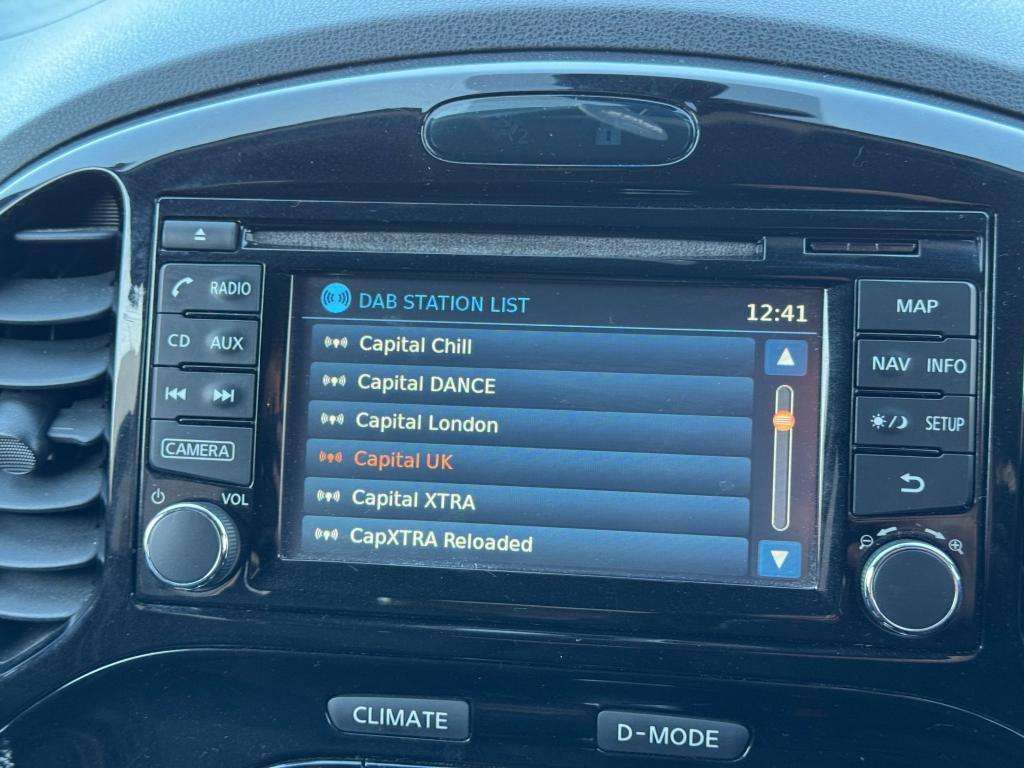 RADIO
CD AUX
CAMERA
VOL
DAB STATION LIST
12:41
Capital Chill
Capital DANCE
Capital London
Capital UK
Capital XTRA
CapXTRA Reloaded
MAP
NAV INFO
SETUP
CLIMATE
D-MODE